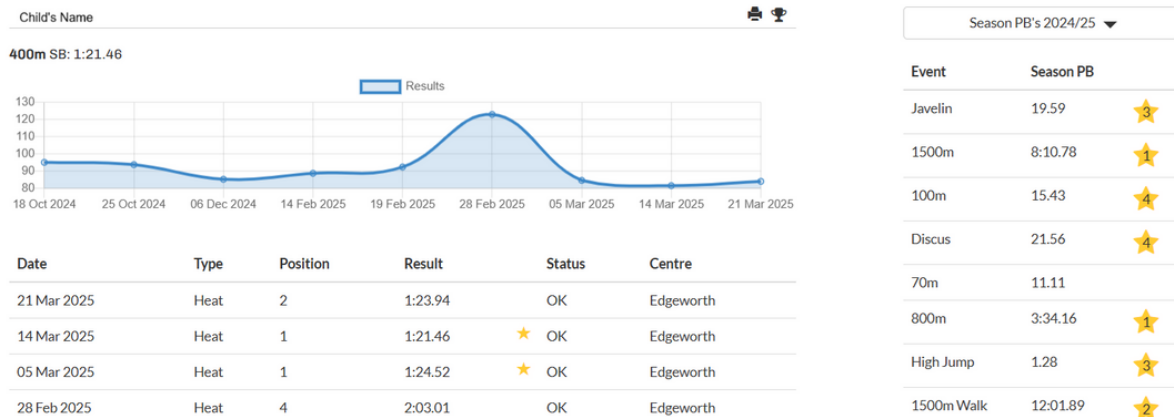 Child's Name
400m SB: 1:21.46
Results
130
120
110
100
90
80
18 Oct 2024 25 Oct 2024 06 Dec 2024 14 Feb 2025 19 Feb 2025 28 Feb 2025 05 Mar 2025 14 Mar 2025 21 Mar 2025
Date Type Position Result Status Centre
21 Mar 2025 Heat 2 1:23.94 OK Edgeworth
14 Mar 2025 Heat 1 1:21.46 OK Edgeworth
05 Mar 2025 Heat 1 1:24.52 OK Edgeworth
28 Feb 2025 Heat 4 2:03.01 OK Edgeworth
Season PB's 2024/25
Event Season PB
Javelin 19.59 3
1500m 8:10.78 1
100m 15.43 4
Discus 21.56 4
70m 11.11
800m 3:34.16 1
High Jump 1.28 3
1500m Walk 12:01.89 2